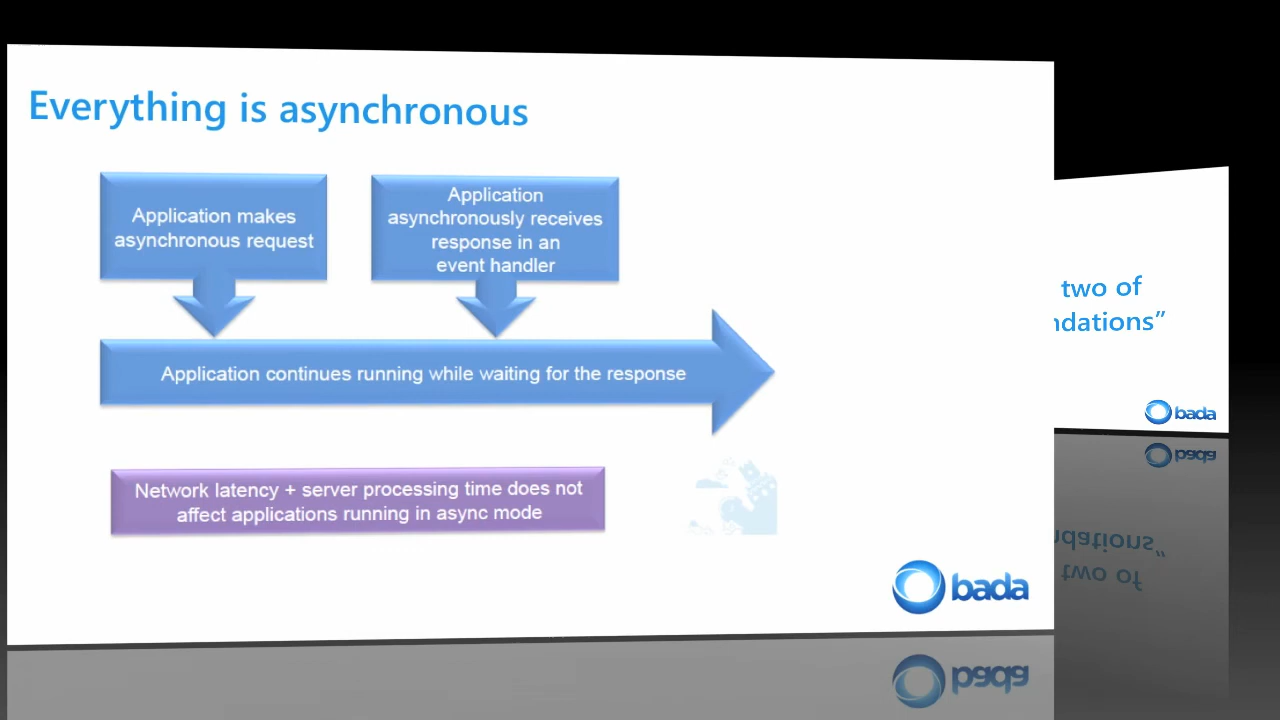 Everything is asynchronous
Application makes
asynchronous request
Application
asynchronously receives
response in an
event handler
Application continues running while waiting for the response
Network latency + server processing time does not
affect applications running in async mode
bada
two of
ndations”
bada